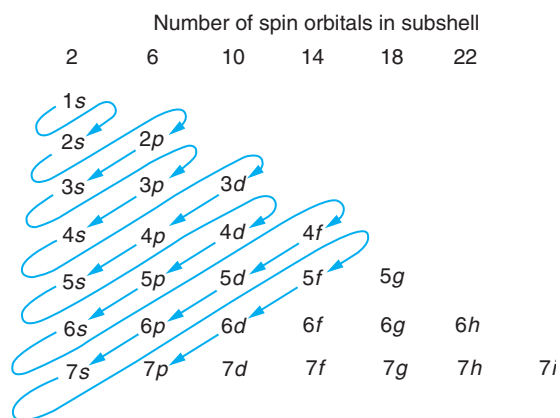 Number of spin orbitals in subshell
2 6 10 14 18 22
1s
2s 2p
3s 3p 3d
4s 4p 4d 4f
5s 5p 5d 5f 5g
6s 6p 6d 6f 6g 6h
7s 7p 7d 7f 7g 7h 7i